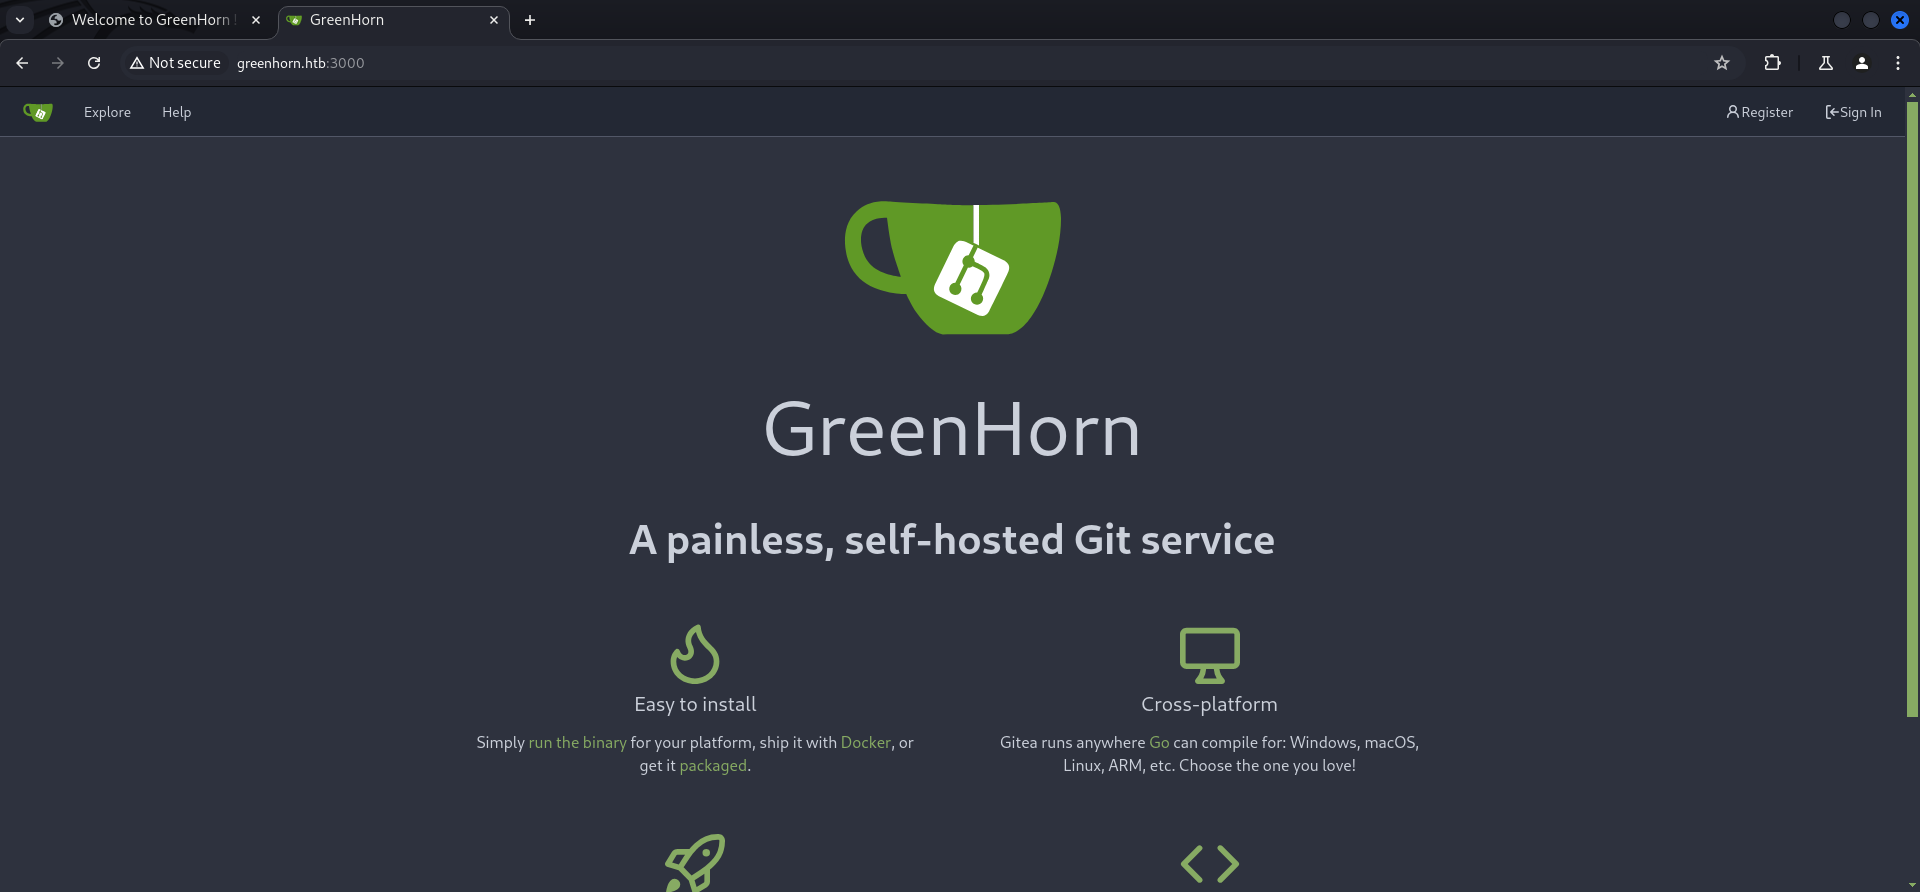 Welcome to GreenHorn !
GreenHorn
Not secure
greenhorn.htb:3000
Explore
Help
Register
Sign In
GreenHorn
A painless, self-hosted Git service
Easy to install
Simply run the binary for your platform, ship it with Docker, or
get it packaged.
Cross-platform
Gitea runs anywhere Go can compile for: Windows, macOS,
Linux, ARM, etc. Choose the one you love!